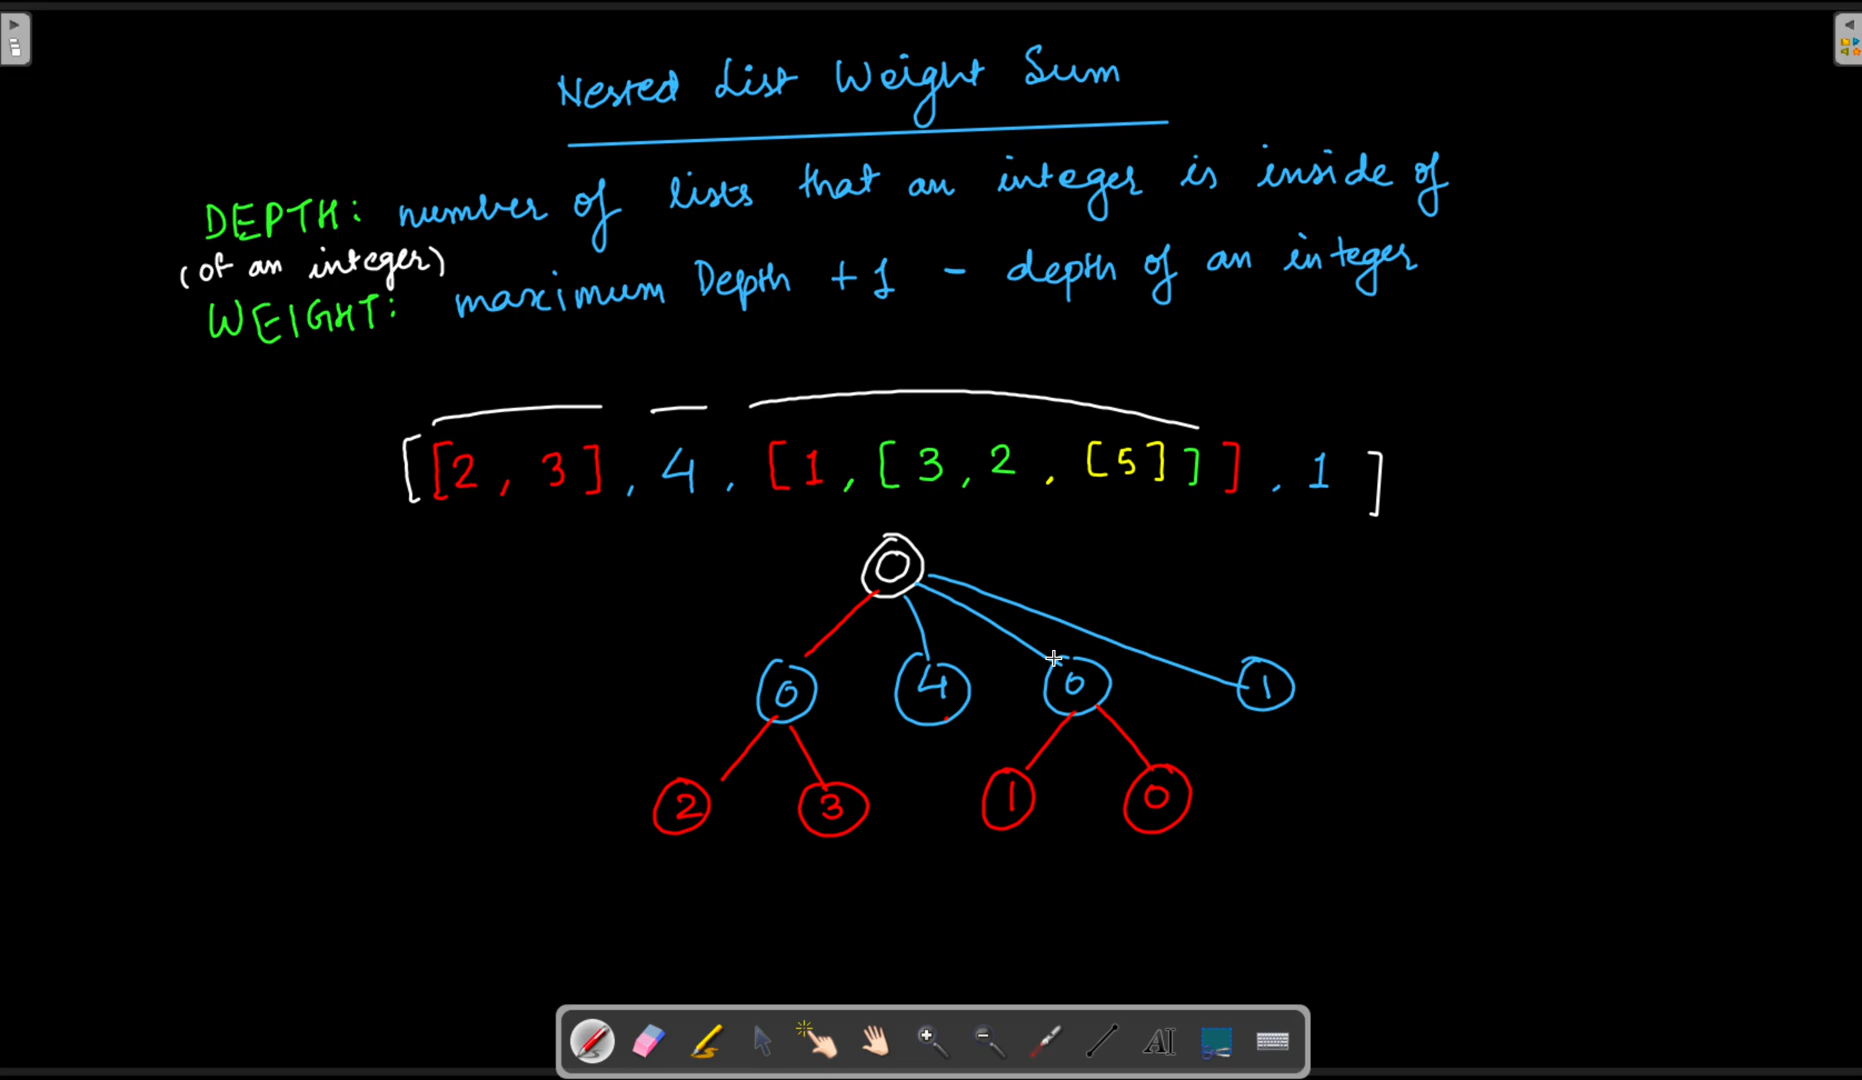 Nested List Weight Sum
DEPTH: number of lists that an integer is inside of
(of an integer)
WEIGHT: maximum Depth + 1 - depth of an integer
[[2, 3], 4, [1, [3, 2, [5]]], 1]
0
0 4 0 1
2 3 1 0
AI